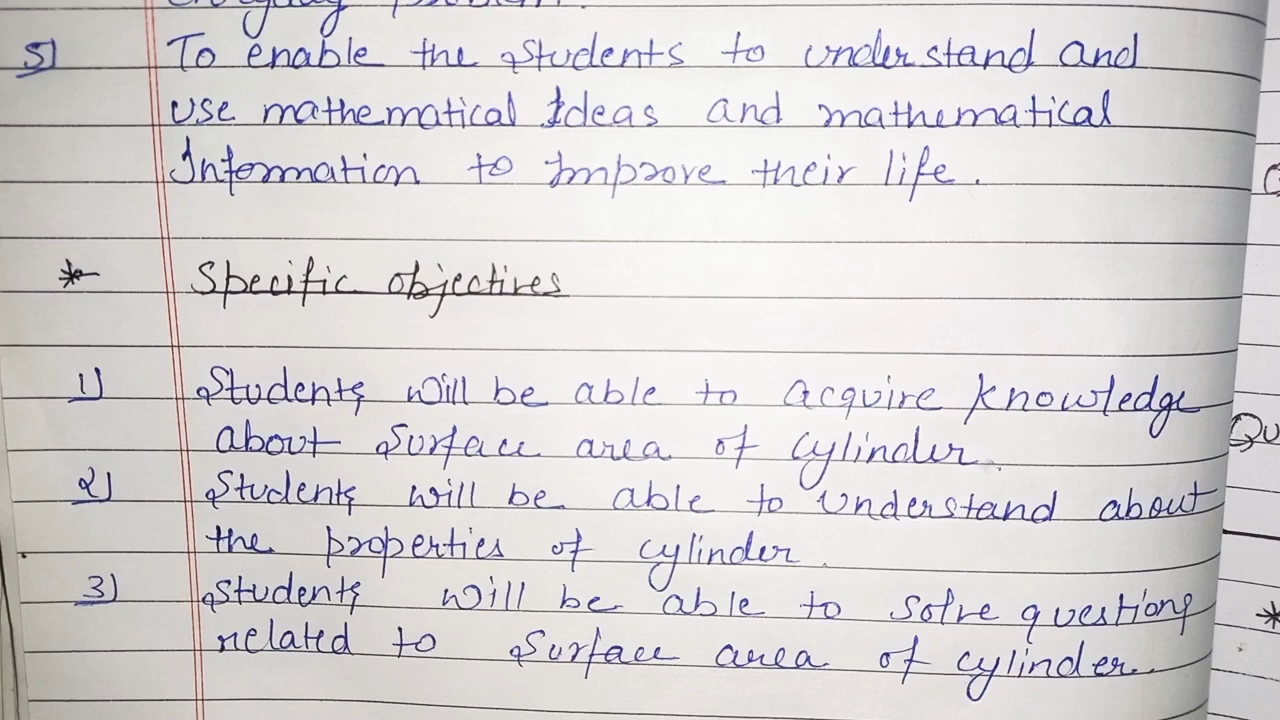 5) To enable the students to understand and
use mathematical Ideas and mathematical
Information to Improve their life.
* Specific objectives
1) Students will be able to acquire knowledge
about Surface area of cylinder.
2) Students will be able to understand about
the properties of cylinder.
3) Students will be able to solve questions
related to Surface area of cylinder.
Qu
*